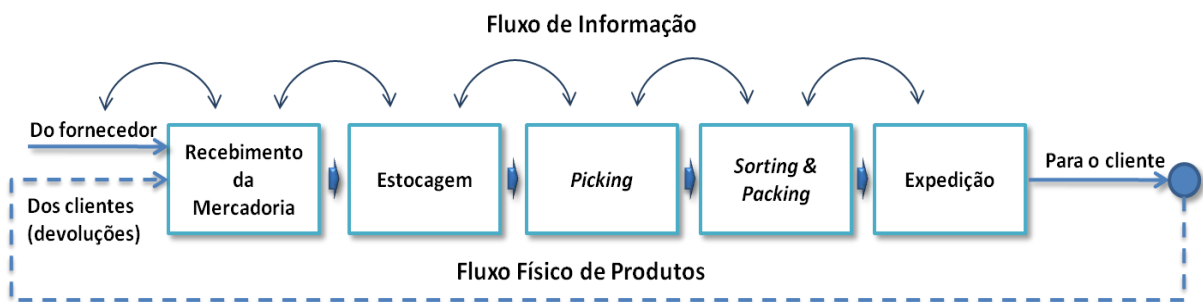 Fluxo de Informação
Do fornecedor
Recebimento
da
Mercadoria
Estocagem
Picking
Sorting &
Packing
Expedição
Para o cliente
Dos clientes
(devoluções)
Fluxo Físico de Produtos